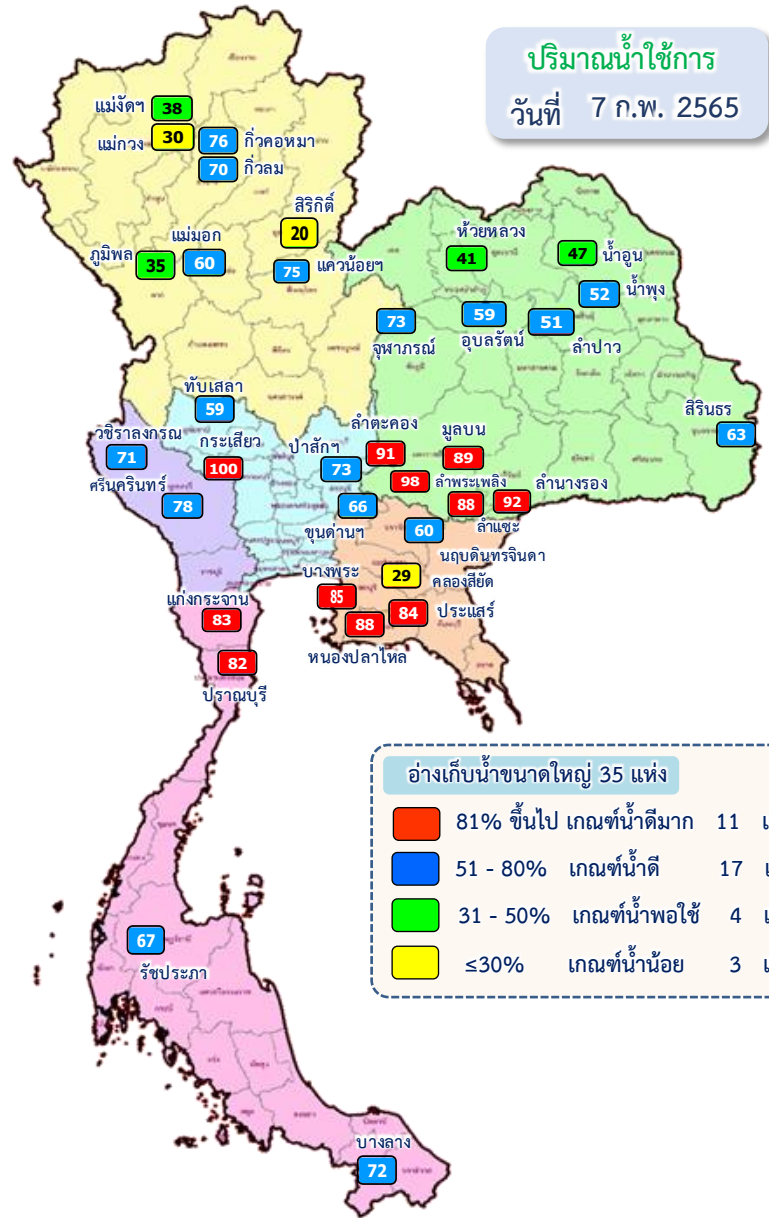 ปริมาณน้ำใช้การ
วันที่ 7 ก.พ. 2565
แม่งัดฯ 38
แม่กวง 30
76 กิ่วคอหมา
70 กิ่วลม
สิริกิติ์
20
แม่มอก
ภูมิพล 35
60
75 แควน้อยฯ
ห้วยหลวง
41
47 น้ำอูน
52 น้ำพุง
73
จุฬาภรณ์
59
อุบลรัตน์
51
ลำปาว
สิรินธร
63
ทับเสลา
59
วชิราลงกรณ
71
กระเสียว
100
ศรีนครินทร์
78
ป่าสักฯ
73
ลำตะคอง
91
มูลบน
89
98
ลำพระเพลิง
88
ลำแชะ
92
ลำนางรอง
66
ขุนด่านฯ
60
นฤบดินทรจินดา
29
คลองสียัด
บางพระ
85
84
ประแสร์
88
หนองปลาไหล
แก่งกระจาน
83
82
ปราณบุรี
อ่างเก็บน้ำขนาดใหญ่ 35 แห่ง
81% ขึ้นไป เกณฑ์น้ำดีมาก 11 แ
51 - 80% เกณฑ์น้ำดี 17 แ
31 - 50% เกณฑ์น้ำพอใช้ 4 แ
≤30% เกณฑ์น้ำน้อย 3 แ
67
รัชประภา
บางลาง
72